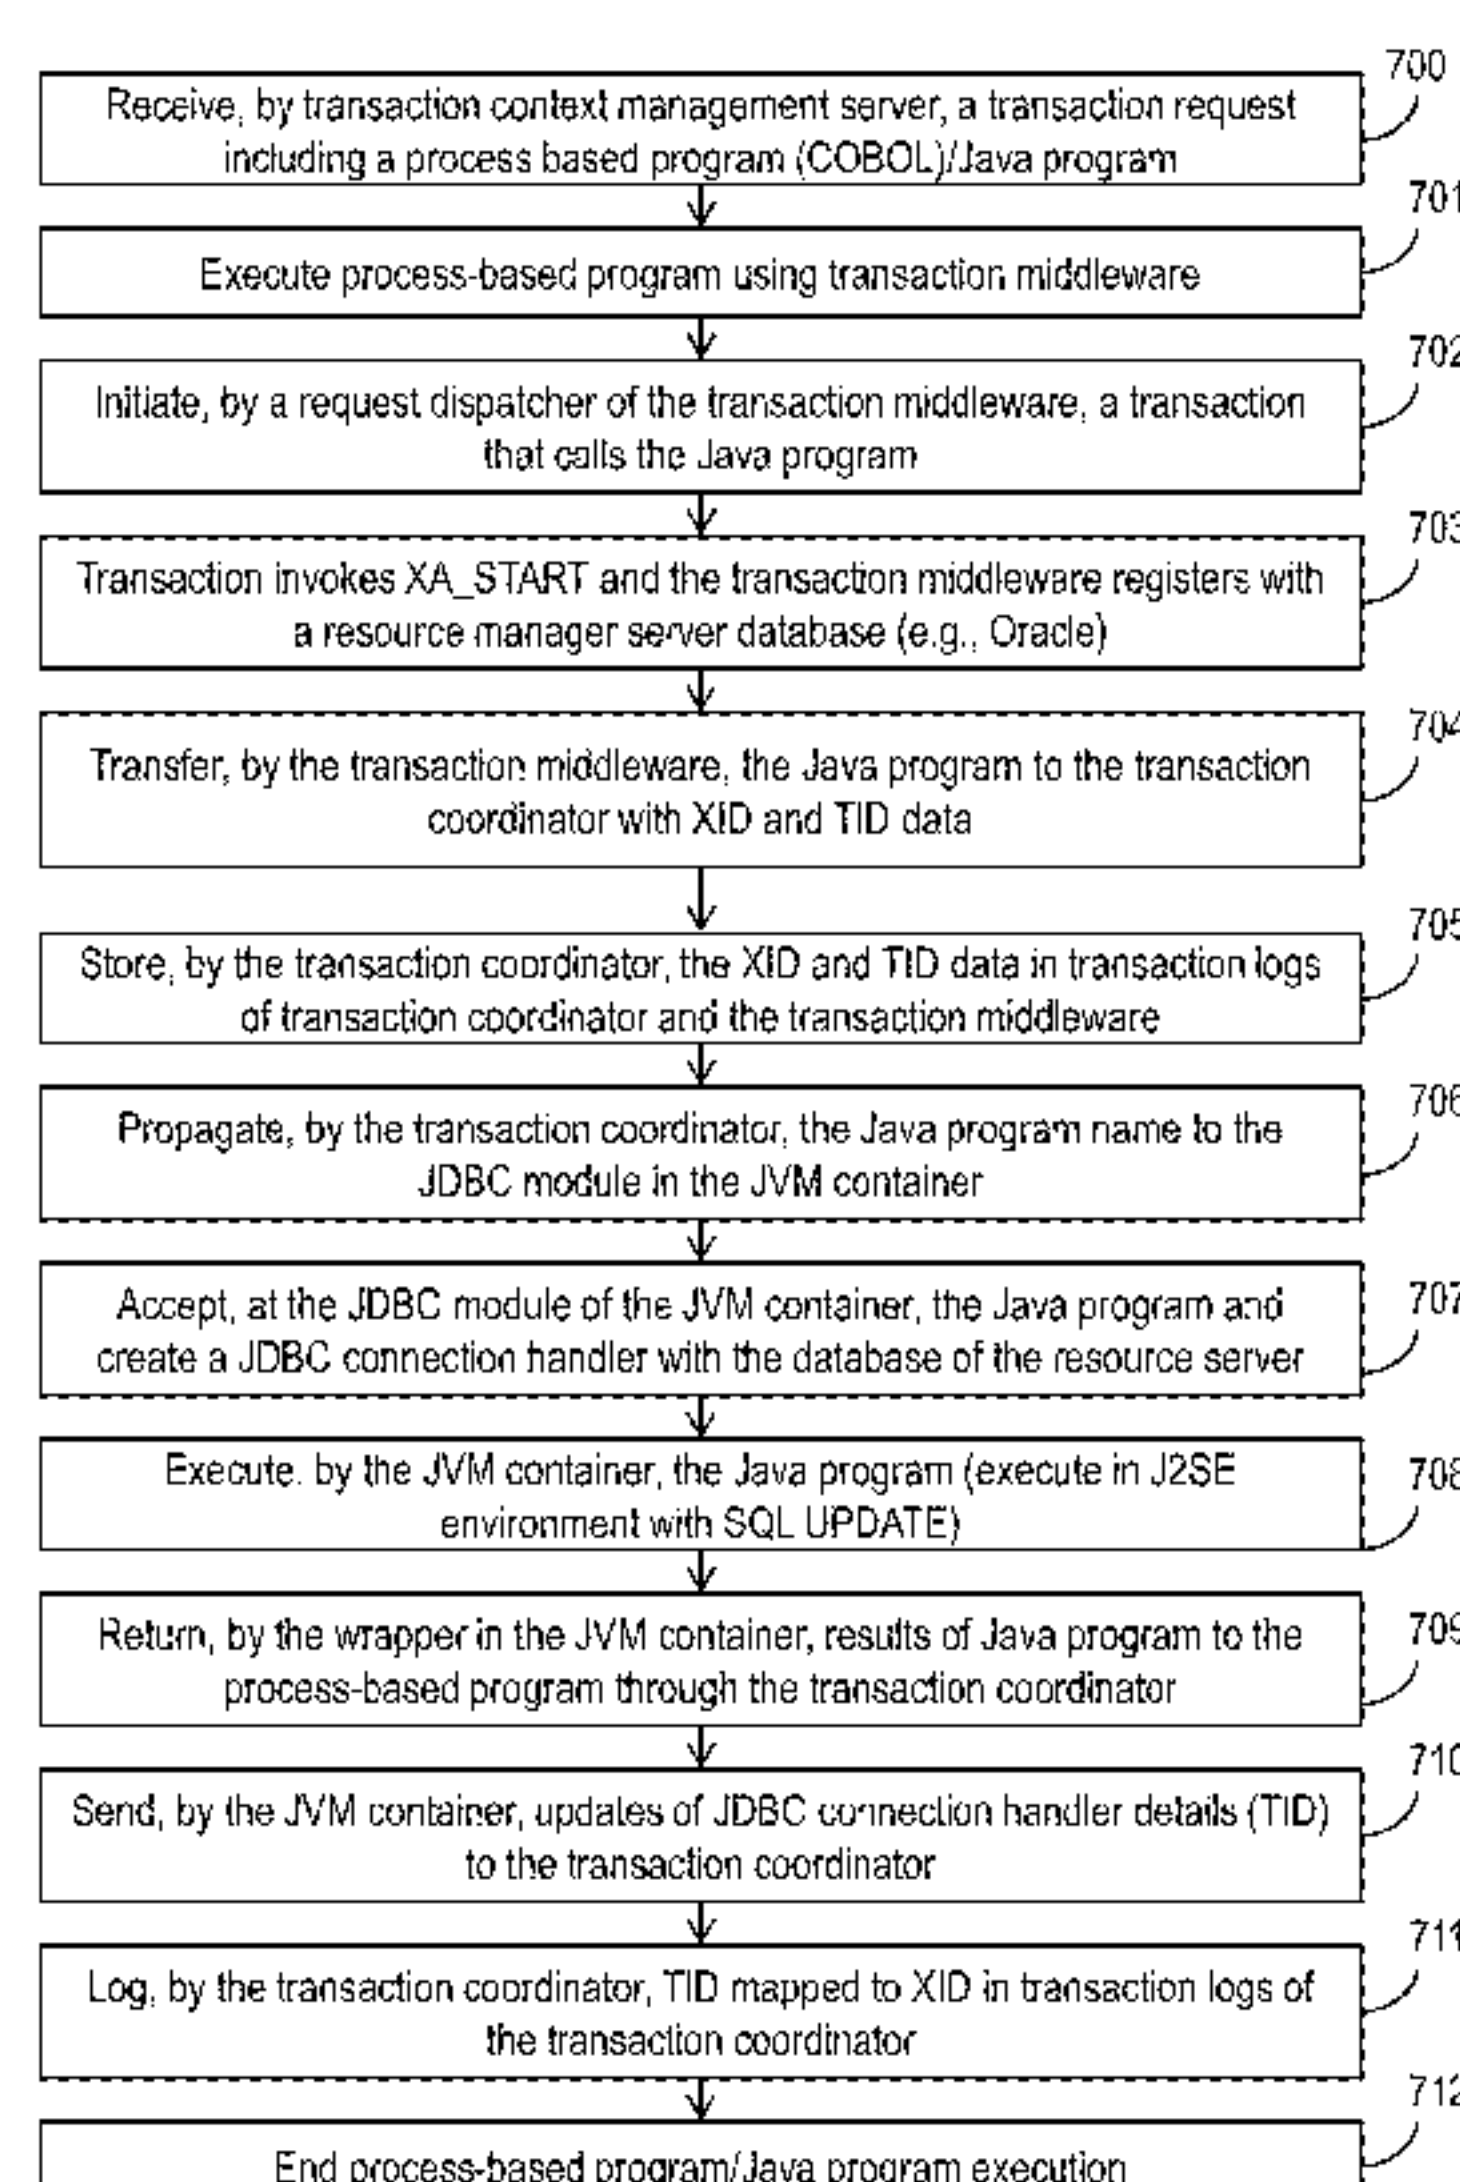 700
Receive, by transaction context management server, a transaction request
including a process based program (COBOL)/Java program
701
Execute process-based program using transaction middleware
702
Initiate, by a request dispatcher of the transaction middleware, a transaction
that calls the Java program
703
Transaction invokes XA_START and the transaction middleware registers with
a resource manager server database (e.g., Oracle)
704
Transfer, by the transaction middleware, the Java program to the transaction
coordinator with XID and TID data
705
Store, by the transaction coordinator, the XID and TID data in transaction logs
of transaction coordinator and the transaction middleware
706
Propagate, by the transaction coordinator, the Java program name to the
JDBC module in the JVM container
707
Accept, at the JDBC module of the JVM container, the Java program and
create a JDBC connection handler with the database of the resource server
708
Execute. by the JVM container, the Java program (execute in J2SE
environment with SQL UPDATE)
709
Return, by the wrapper in the JVM container, results of Java program to the
process-based program through the transaction coordinator
710
Send, by the JVM container, updates of JDBC connection handler details (TID)
to the transaction coordinator
711
Log, by the transaction coordinator, TID mapped to XID in transaction logs of
the transaction coordinator
712
End process-based program/Java program execution